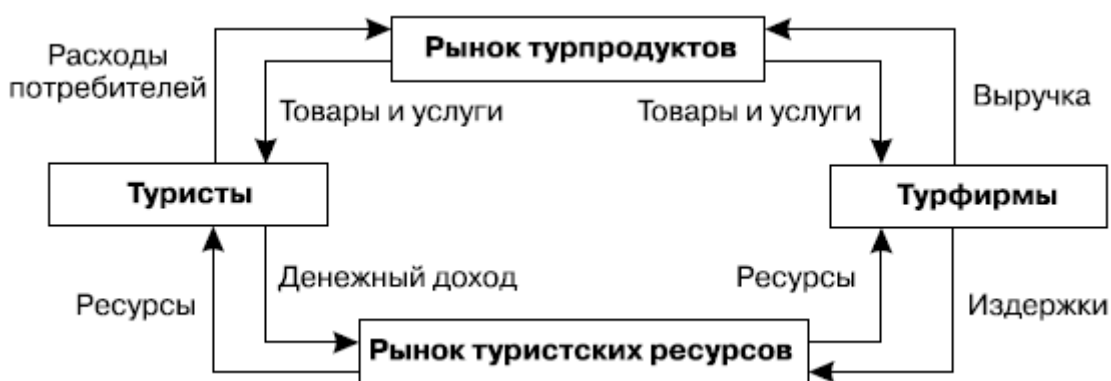 Рынок турпродуктов
Расходы
потребителей
Товары и услуги
Товары и услуги
Выручка
Туристы
Турфирмы
Денежный доход
Ресурсы
Ресурсы
Издержки
Рынок туристских ресурсов